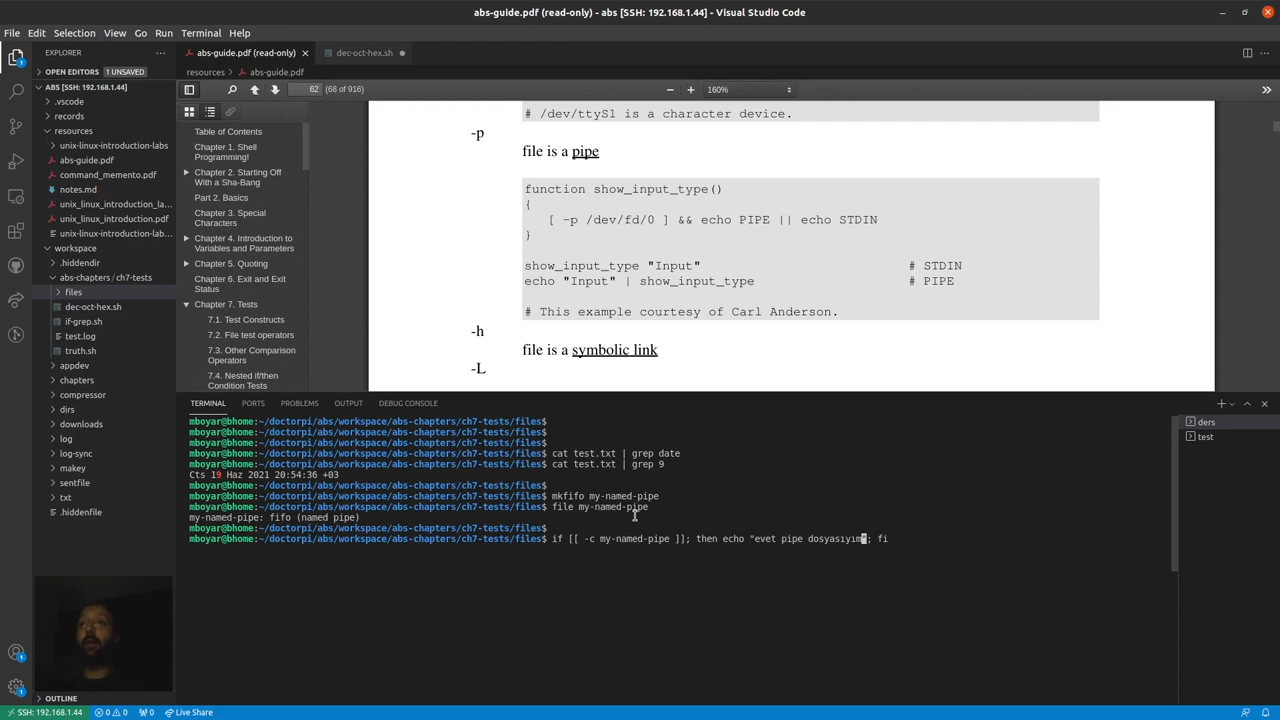 abs-guide.pdf (read-only) - abs [SSH: 192.168.1.44] - Visual Studio Code
File Edit Selection View Go Run Terminal Help
EXPLORER
OPEN EDITORS 1 UNSAVED
ABS [SSH: 192.168.1.44]
.vscode
records
resources
unix-linux-introduction-labs
abs-guide.pdf
command_memento.pdf
notes.md
unix_linux_introduction_la...
unix_linux_introduction.pdf
unix-linux-introduction-lab...
workspace
.hiddendir
abs-chapters / ch7-tests
files
dec-oct-hex.sh
if-grep.sh
test.log
truth.sh
appdev
chapters
compressor
dirs
downloads
log
log-sync
makey
sentfile
txt
.hiddenfile
OUTLINE
abs-guide.pdf (read-only)
dec-oct-hex.sh
resources > abs-guide.pdf
62 (68 of 916)
160%
Table of Contents
Chapter 1. Shell
Programming!
Chapter 2. Starting Off
With a Sha-Bang
Part 2. Basics
Chapter 3. Special
Characters
Chapter 4. Introduction to
Variables and Parameters
Chapter 5. Quoting
Chapter 6. Exit and Exit
Status
Chapter 7. Tests
7.1. Test Constructs
7.2. File test operators
7.3. Other Comparison
Operators
7.4. Nested if/then
Condition Tests
# /dev/ttyS1 is a character device.
-p
file is a pipe
function show_input_type()
{
[ -p /dev/fd/0 ] && echo PIPE || echo STDIN
}
show_input_type "Input" # STDIN
echo "Input" | show_input_type # PIPE
# This example courtesy of Carl Anderson.
-h
file is a symbolic link
-L
TERMINAL PORTS PROBLEMS OUTPUT DEBUG CONSOLE
mboyar@bhome:~/doctorpi/abs/workspace/abs-chapters/ch7-tests/files$
mboyar@bhome:~/doctorpi/abs/workspace/abs-chapters/ch7-tests/files$
mboyar@bhome:~/doctorpi/abs/workspace/abs-chapters/ch7-tests/files$
mboyar@bhome:~/doctorpi/abs/workspace/abs-chapters/ch7-tests/files$ cat test.txt | grep date
mboyar@bhome:~/doctorpi/abs/workspace/abs-chapters/ch7-tests/files$ cat test.txt | grep 9
Cts 19 Haz 2021 20:54:36 +03
mboyar@bhome:~/doctorpi/abs/workspace/abs-chapters/ch7-tests/files$
mboyar@bhome:~/doctorpi/abs/workspace/abs-chapters/ch7-tests/files$ mkfifo my-named-pipe
mboyar@bhome:~/doctorpi/abs/workspace/abs-chapters/ch7-tests/files$ file my-named-pipe
my-named-pipe: fifo (named pipe)
mboyar@bhome:~/doctorpi/abs/workspace/abs-chapters/ch7-tests/files$
mboyar@bhome:~/doctorpi/abs/workspace/abs-chapters/ch7-tests/files$ if [[ -c my-named-pipe ]]; then echo "evet pipe dosyasıyım"; fi
ders
test
SSH: 192.168.1.44 0 0 0 Live Share